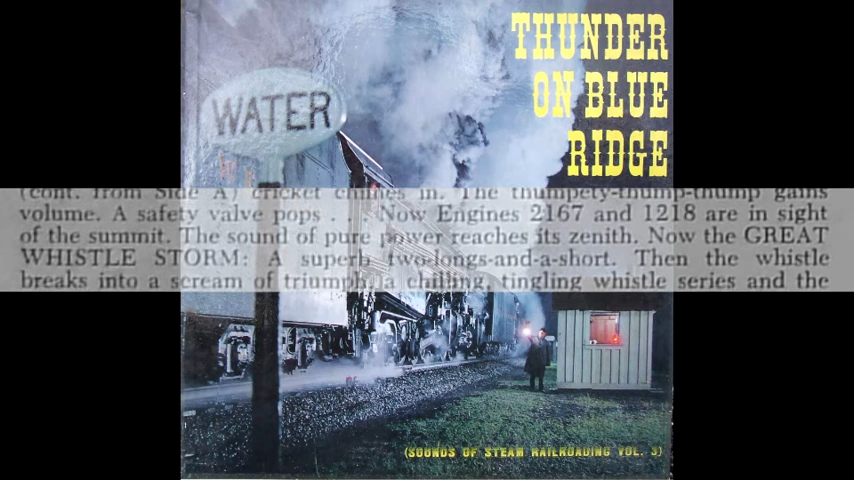 THUNDER
ON BLUE
RIDGE
WATER
(cont. from Side A) cricket chimes in. The thumpety-thump-thump gains
volume. A safety valve pops . . . Now Engines 2167 and 1218 are in sight
of the summit. The sound of pure power reaches its zenith. Now the GREAT
WHISTLE STORM: A superb two-longs-and-a-short. Then the whistle
breaks into a scream of triumph, a chilling, tingling whistle series and the
(SOUNDS OF STEAM RAILROADING VOL. 3)